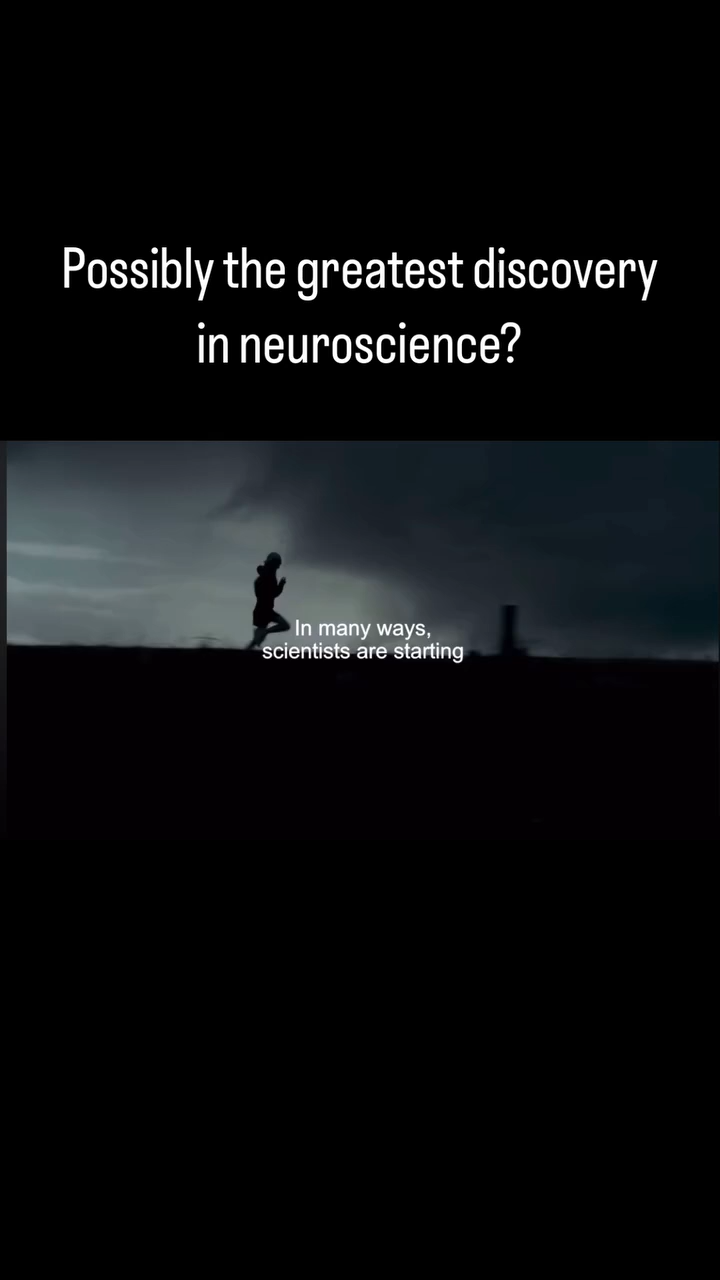 Possibly the greatest discovery
in neuroscience?
In many ways,
scientists are starting